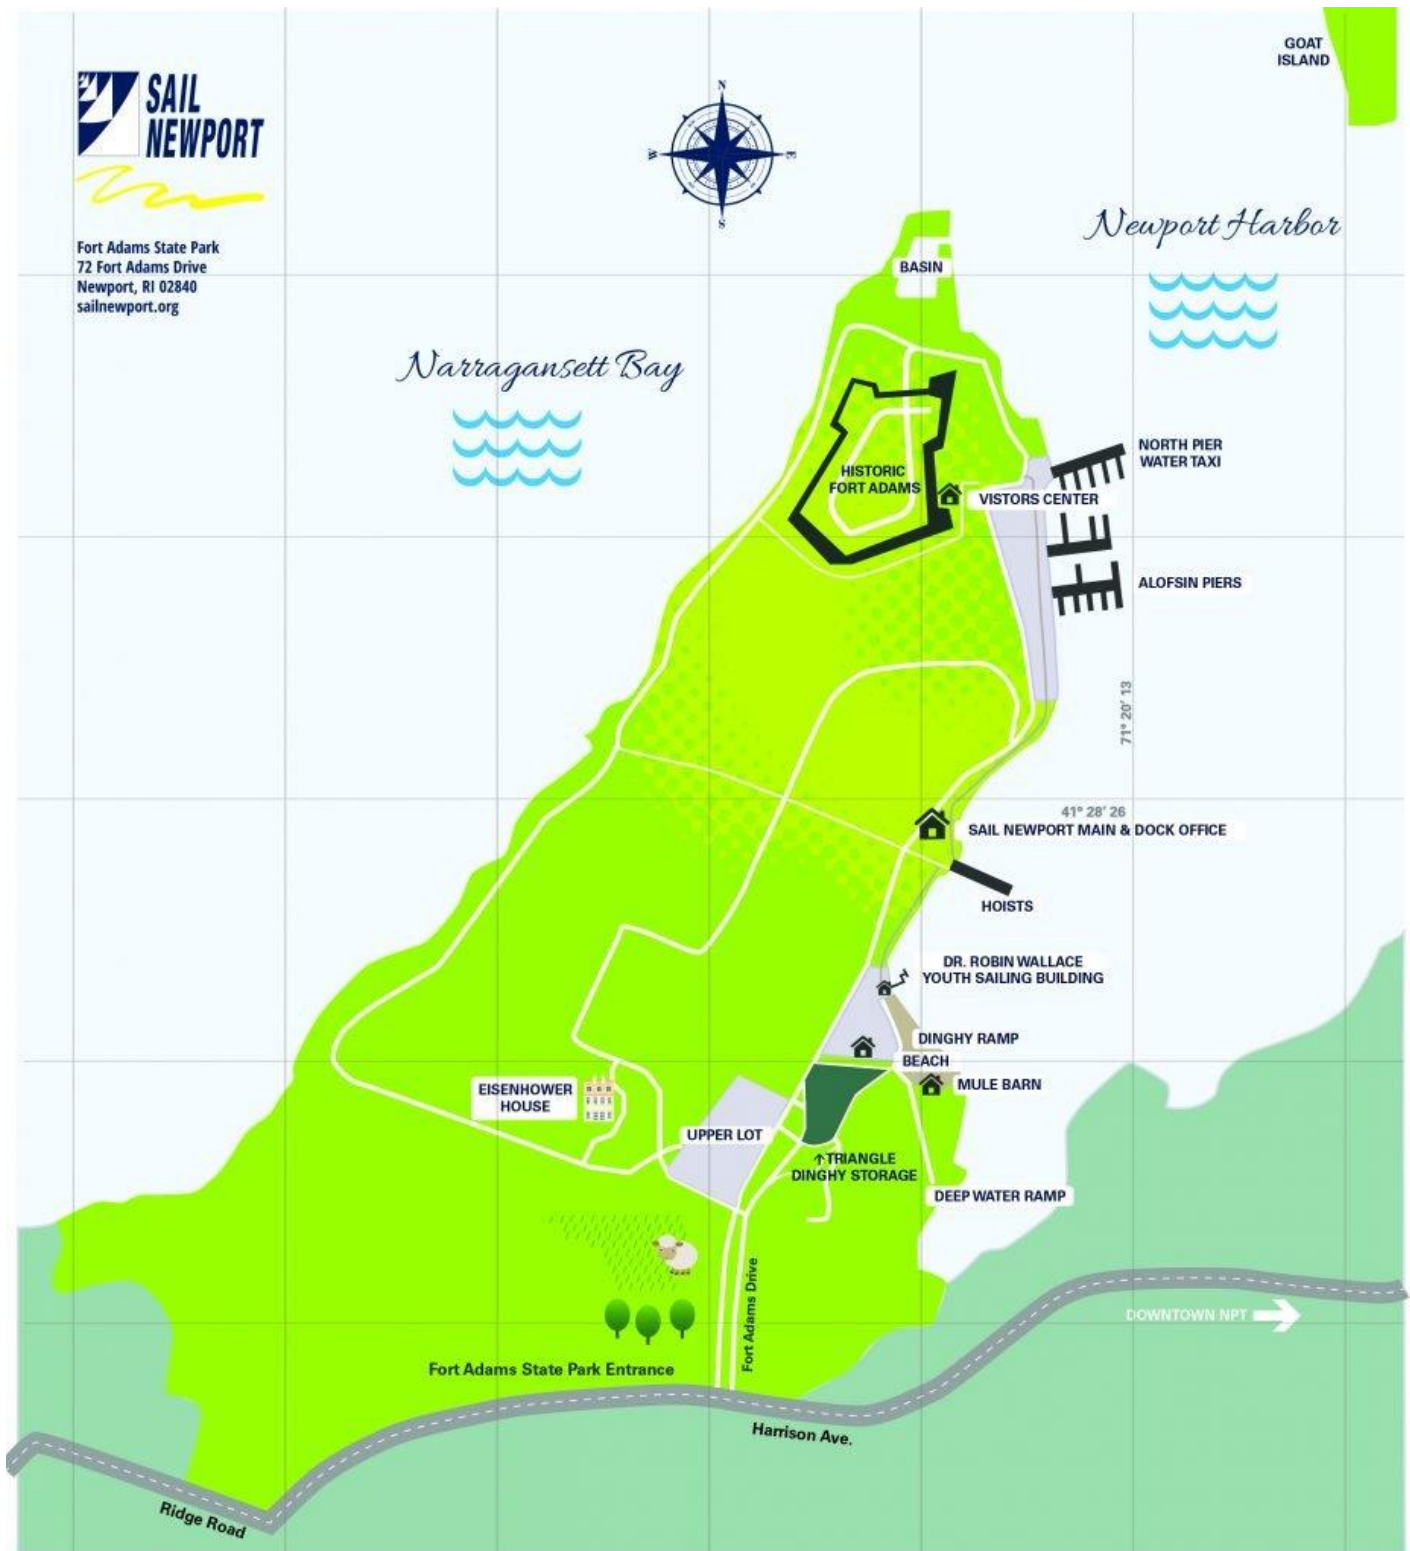 GOAT
ISLAND
SAIL
NEWPORT
N
W
E
S
Fort Adams State Park
72 Fort Adams Drive
Newport, RI 02840
sailnewport.org
Newport Harbor
BASIN
Narragansett Bay
NORTH PIER
WATER TAXI
HISTORIC
FORT ADAMS
VISTORS CENTER
ALOFSIN PIERS
71° 20' 13
41° 28' 26
SAIL NEWPORT MAIN & DOCK OFFICE
HOISTS
DR. ROBIN WALLACE
YOUTH SAILING BUILDING
DINGHY RAMP
BEACH
MULE BARN
EISENHOWER
HOUSE
UPPER LOT
↑TRIANGLE
DINGHY STORAGE
DEEP WATER RAMP
Fort Adams Drive
DOWNTOWN NPT
Fort Adams State Park Entrance
Harrison Ave.
Ridge Road